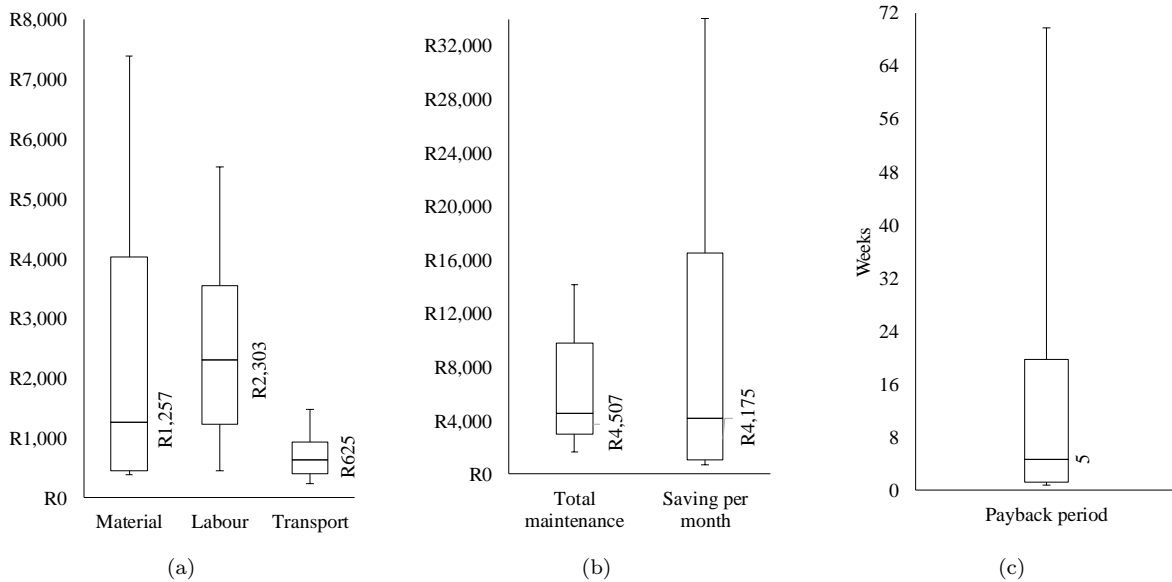 R8,000
R7,000
R6,000
R5,000
R4,000
R3,000
R2,000
R1,000
R0
R1,257
R2,303
R625
Material
Labour
Transport
(a)
R32,000
R28,000
R24,000
R20,000
R16,000
R12,000
R8,000
R4,000
R0
R4,507
R4,175
Total
maintenance
Saving per
month
(b)
Weeks
72
64
56
48
40
32
24
16
8
0
5
Payback period
(c)